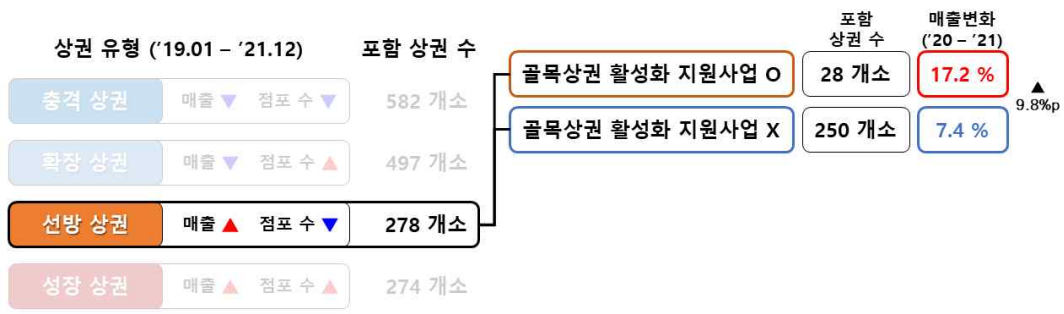 상권 유형 (’19.01 – ’21.12)
포함 상권 수
충격 상권 매출 ▼ 점포 수 ▼ 582 개소
확장 상권 매출 ▼ 점포 수 ▲ 497 개소
선방 상권 매출 ▲ 점포 수 ▼ 278 개소
성장 상권 매출 ▲ 점포 수 ▲ 274 개소
포함
상권 수
매출변화
(’20 – ’21)
골목상권 활성화 지원사업 O 28 개소 17.2 %
골목상권 활성화 지원사업 X 250 개소 7.4 %
▲
9.8%p